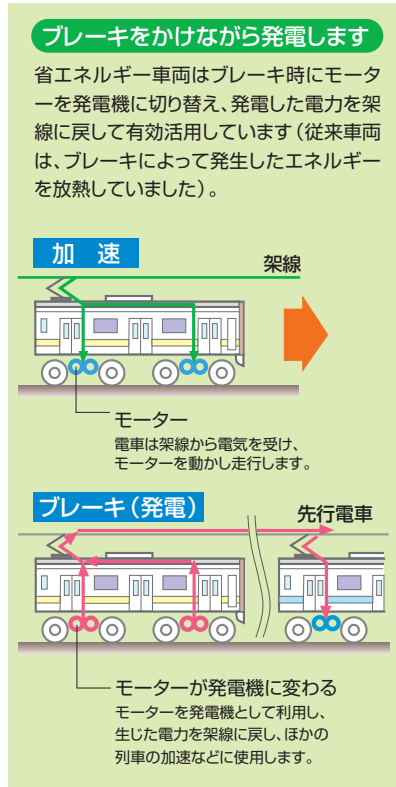 ブレーキをかけながら発電します
省エネルギー車両はブレーキ時にモータ
ーを発電機に切り替え、発電した電力を架
線に戻して有効活用しています（従来車両
は、ブレーキによって発生したエネルギー
を放熱していました）。
加 速
架線
モーター
電車は架線から電気を受け、
モーターを動かし走行します。
ブレーキ（発電）
先行電車
モーターが発電機に変わる
モーターを発電機として利用し、
生じた電力を架線に戻し、ほかの
列車の加速などに使用します。